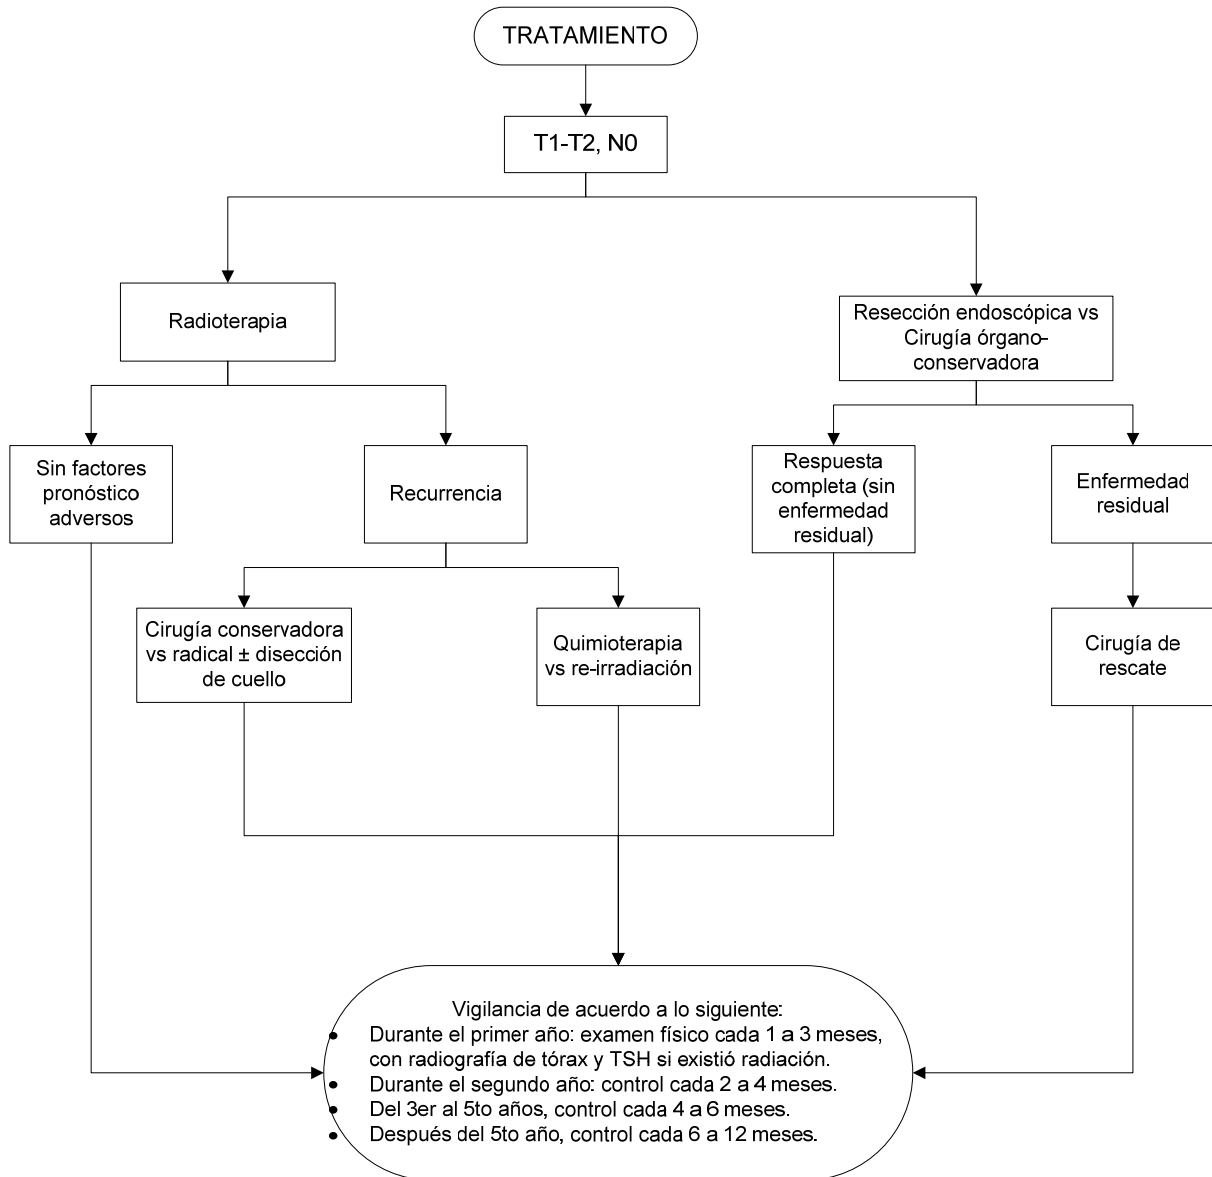 TRATAMIENTO
T1-T2, N0
Radioterapia
Resección endoscópica vs
Cirugía órgano-
conservadora
Sin factores
pronóstico
adversos
Recurrencia
Respuesta
completa (sin
enfermedad
residual)
Enfermedad
residual
Cirugía conservadora
vs radical ± disección
de cuello
Quimioterapia
vs re-irradiación
Cirugía de
rescate
Vigilancia de acuerdo a lo siguiente:
• Durante el primer año: examen físico cada 1 a 3 meses,
con radiografía de tórax y TSH si existió radiación.
• Durante el segundo año: control cada 2 a 4 meses.
• Del 3er al 5to años, control cada 4 a 6 meses.
• Después del 5to año, control cada 6 a 12 meses.